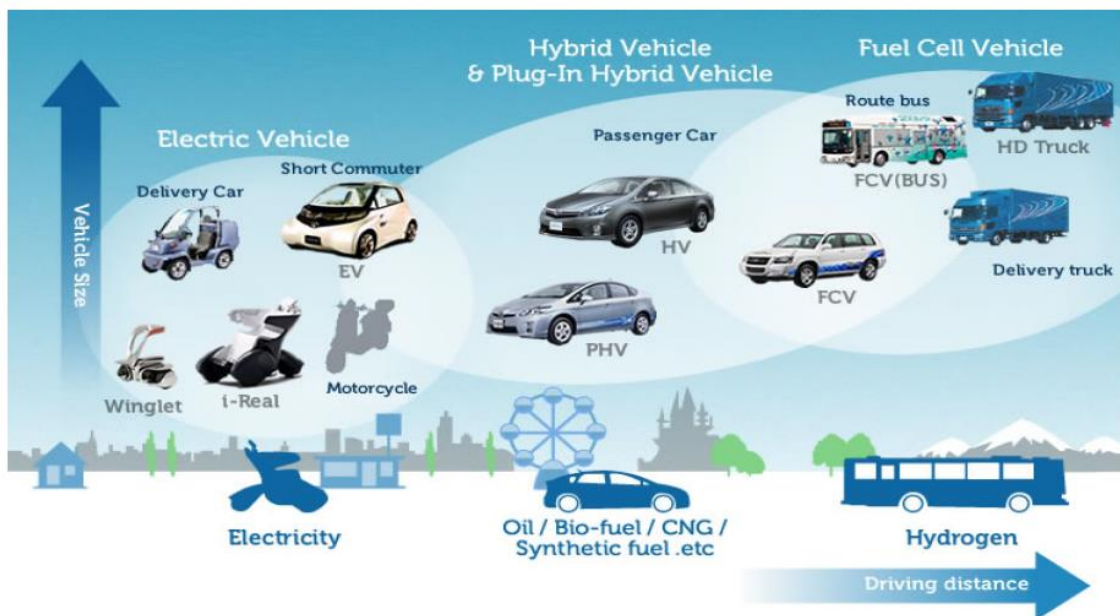 Hybrid Vehicle
& Plug-In Hybrid Vehicle
Fuel Cell Vehicle
Electric Vehicle
Route bus
Passenger Car
HD Truck
Short Commuter
Delivery Car
FCV(BUS)
Vehicle Size
HV
EV
Delivery truck
FCV
PHV
Winglet
i-Real
Motorcycle
Electricity
Oil / Bio-fuel / CNG /
Synthetic fuel .etc
Hydrogen
Driving distance